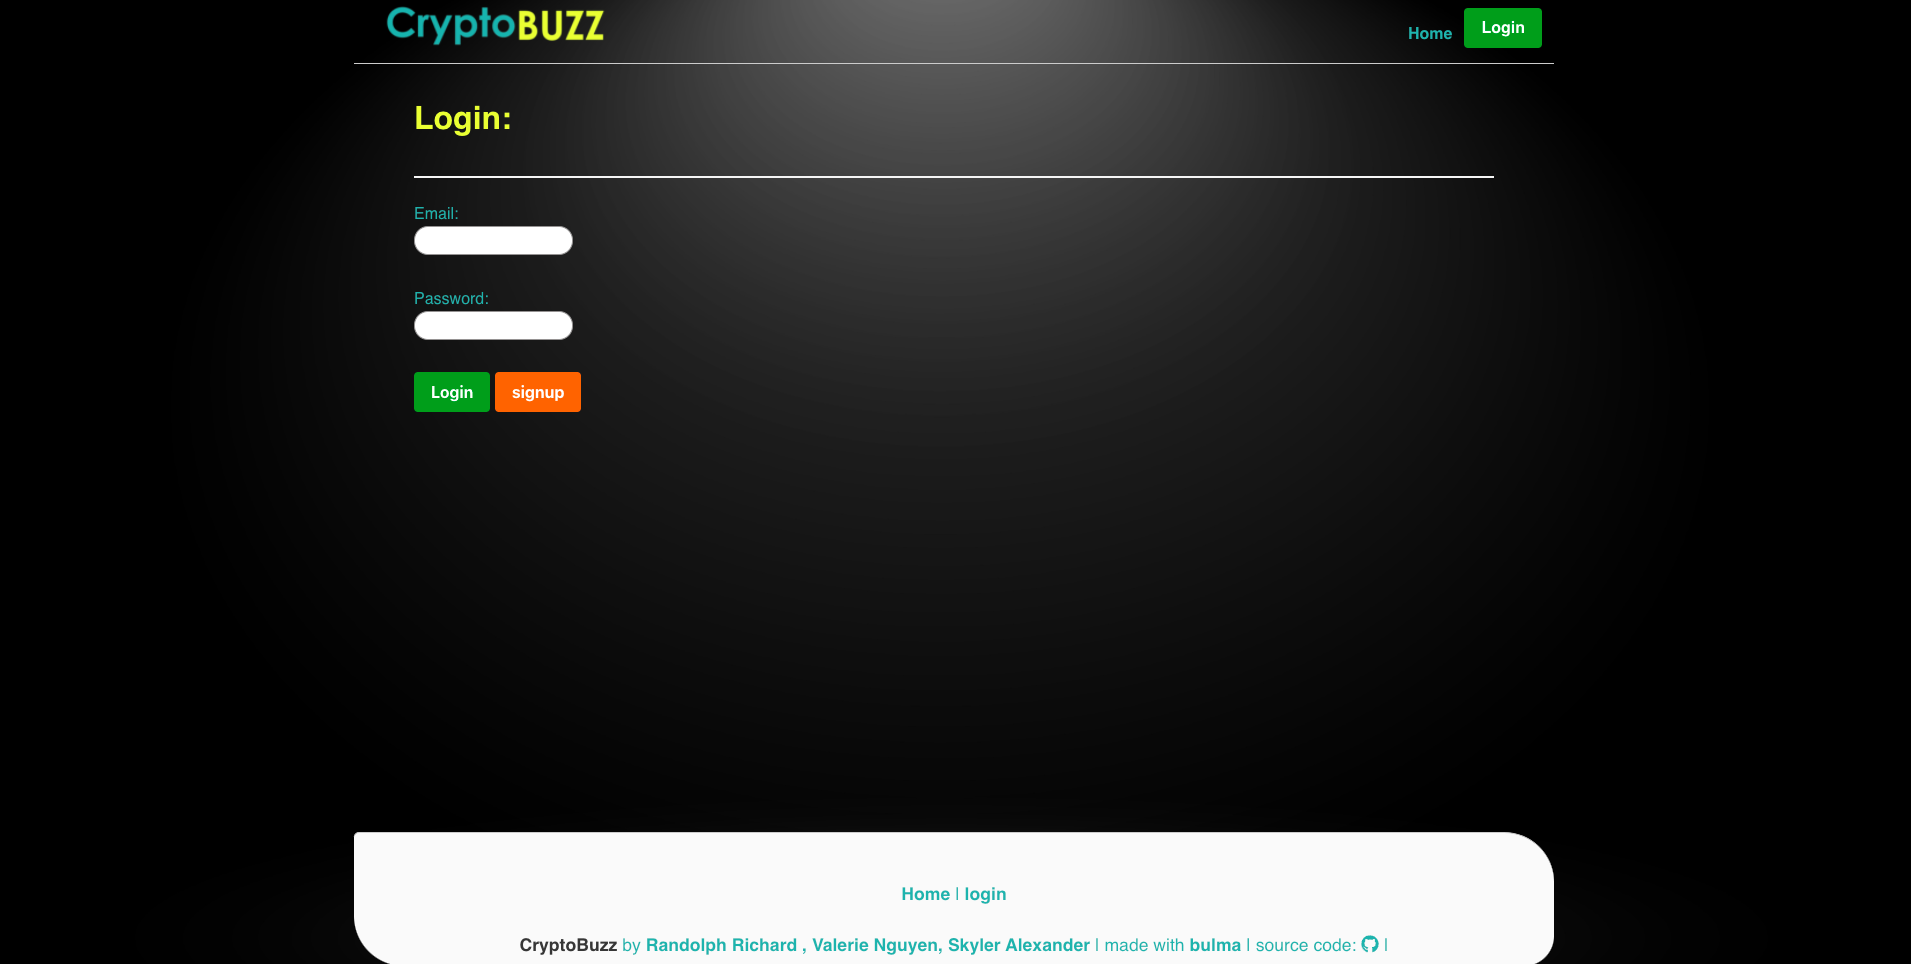 CryptoBUZZ
Home Login
Login:
Email:
Password:
Login signup
Home | login
CryptoBuzz by Randolph Richard , Valerie Nguyen, Skyler Alexander | made with bulma | source code: |